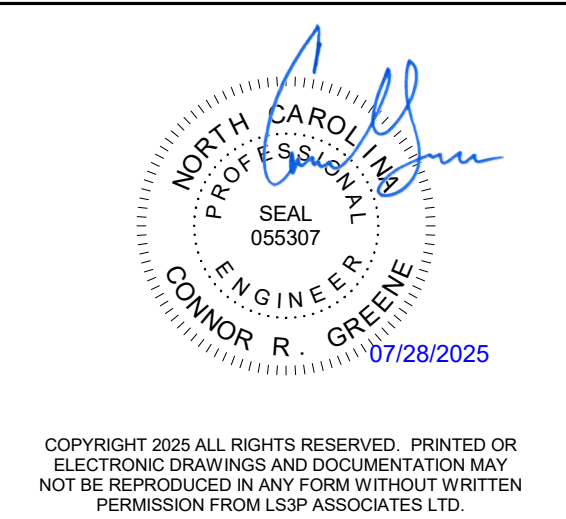 NORTH CAROLINA
PROFESSIONAL
SEAL
055307
ENGINEER
CONNOR R. GREENE
07/28/2025
COPYRIGHT 2025 ALL RIGHTS RESERVED. PRINTED OR
ELECTRONIC DRAWINGS AND DOCUMENTATION MAY
NOT BE REPRODUCED IN ANY FORM WITHOUT WRITTEN
PERMISSION FROM LS3P ASSOCIATES LTD.